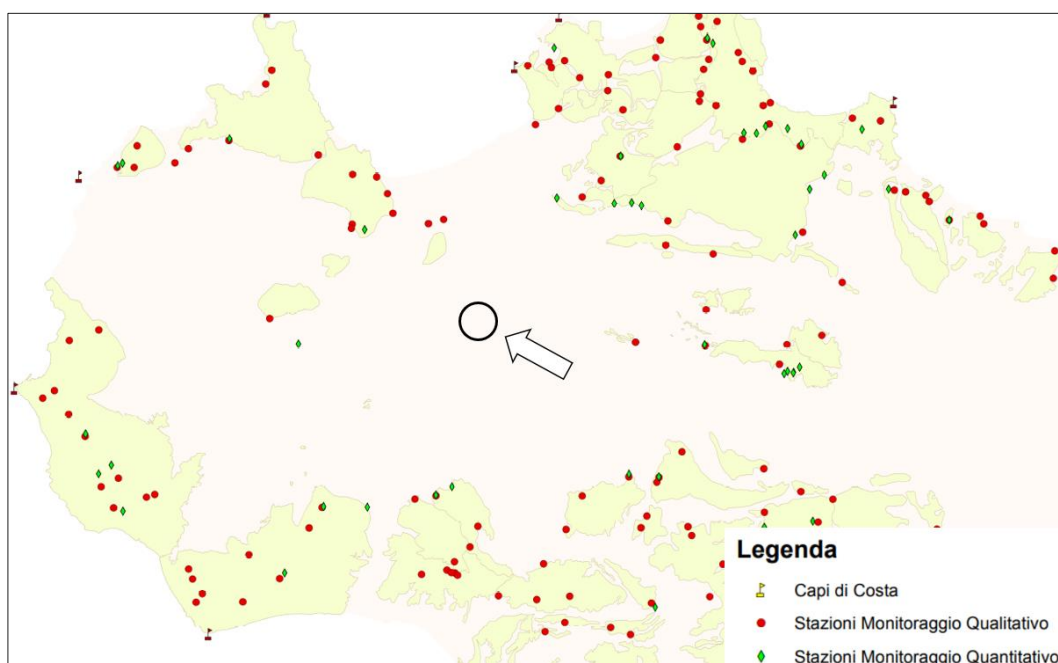 Legenda
Capi di Costa
Stazioni Monitoraggio Qualitativo
Stazioni Monitoraggio Quantitativo